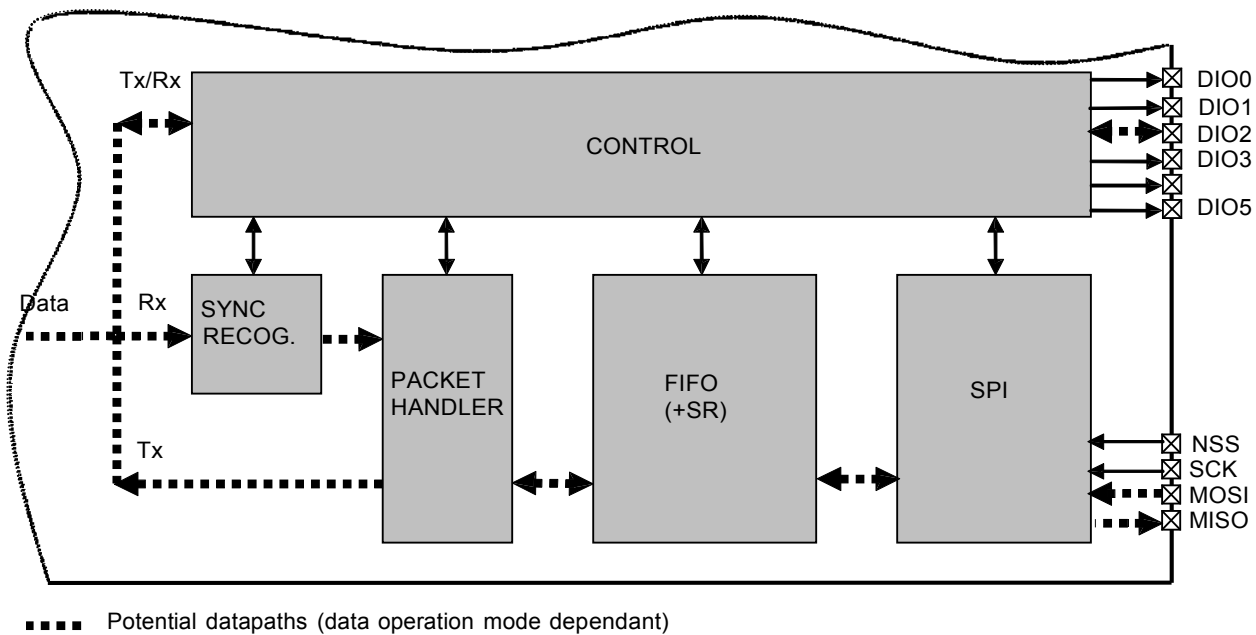 Tx/Rx
CONTROL
DIO0
DIO1
DIO2
DIO3
DIO5
Data
Rx
SYNC
RECOG.
PACKET
HANDLER
FIFO
(+SR)
SPI
Tx
NSS
SCK
MOSI
MISO
Potential datapaths (data operation mode dependant)